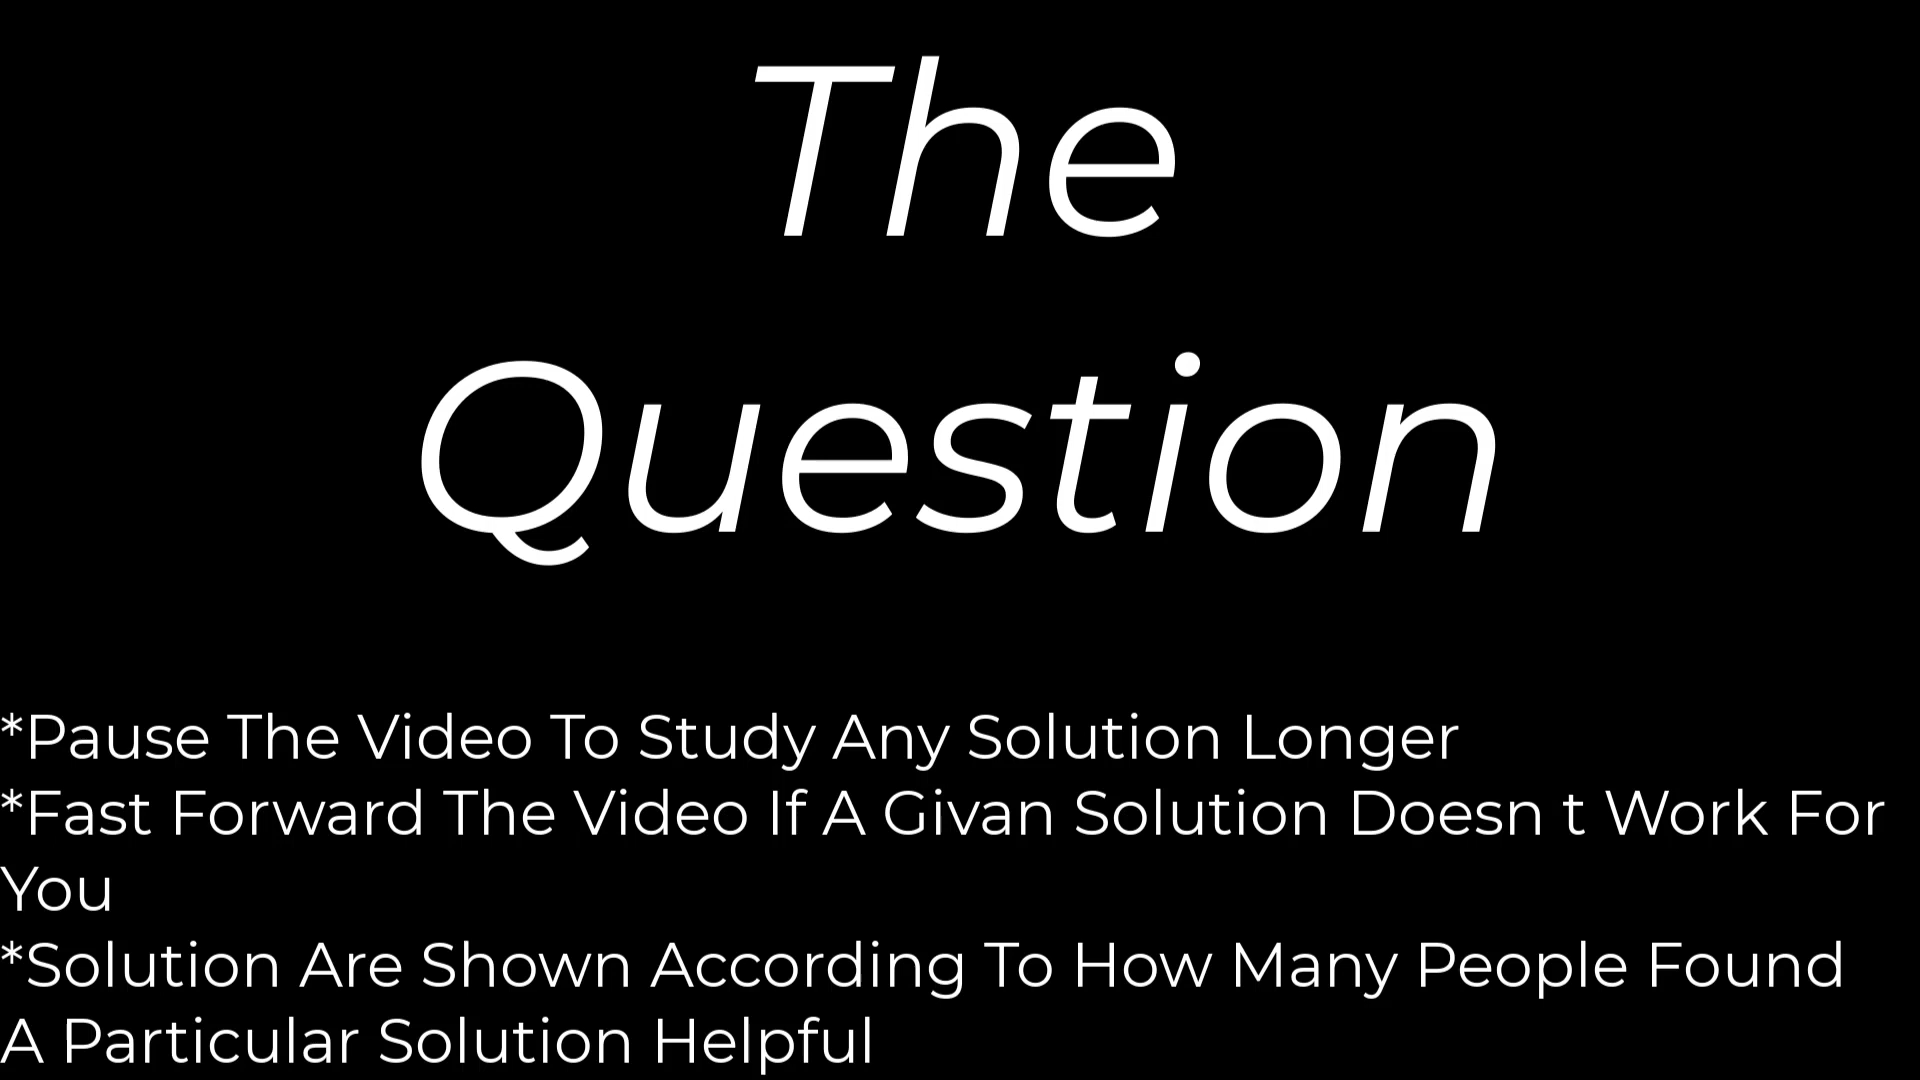 The
Question
*Pause The Video To Study Any Solution Longer
*Fast Forward The Video If A Givan Solution Doesn t Work For
You
*Solution Are Shown According To How Many People Found
A Particular Solution Helpful